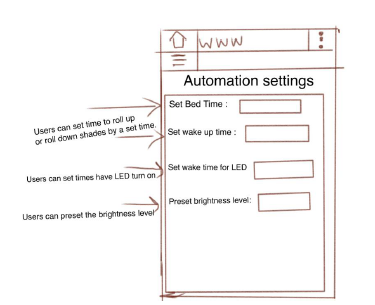 WWW
Automation settings
Set Bed Time :
Users can set time to roll up
or roll down shades by a set time.
Set wake up time :
Set wake time for LED
Users can set times have LED turn on
Preset brightness level:
Users can preset the brightness level